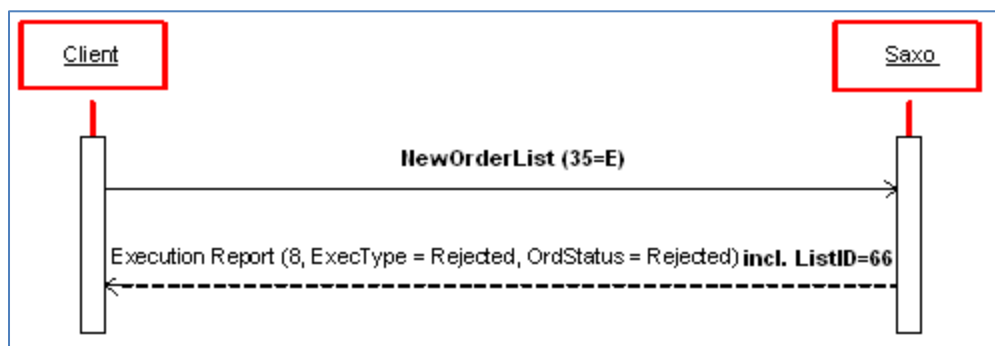 Client
Saxo
NewOrderList (35=E)
Execution Report (8, ExecType = Rejected, OrdStatus = Rejected) incl. ListID=66